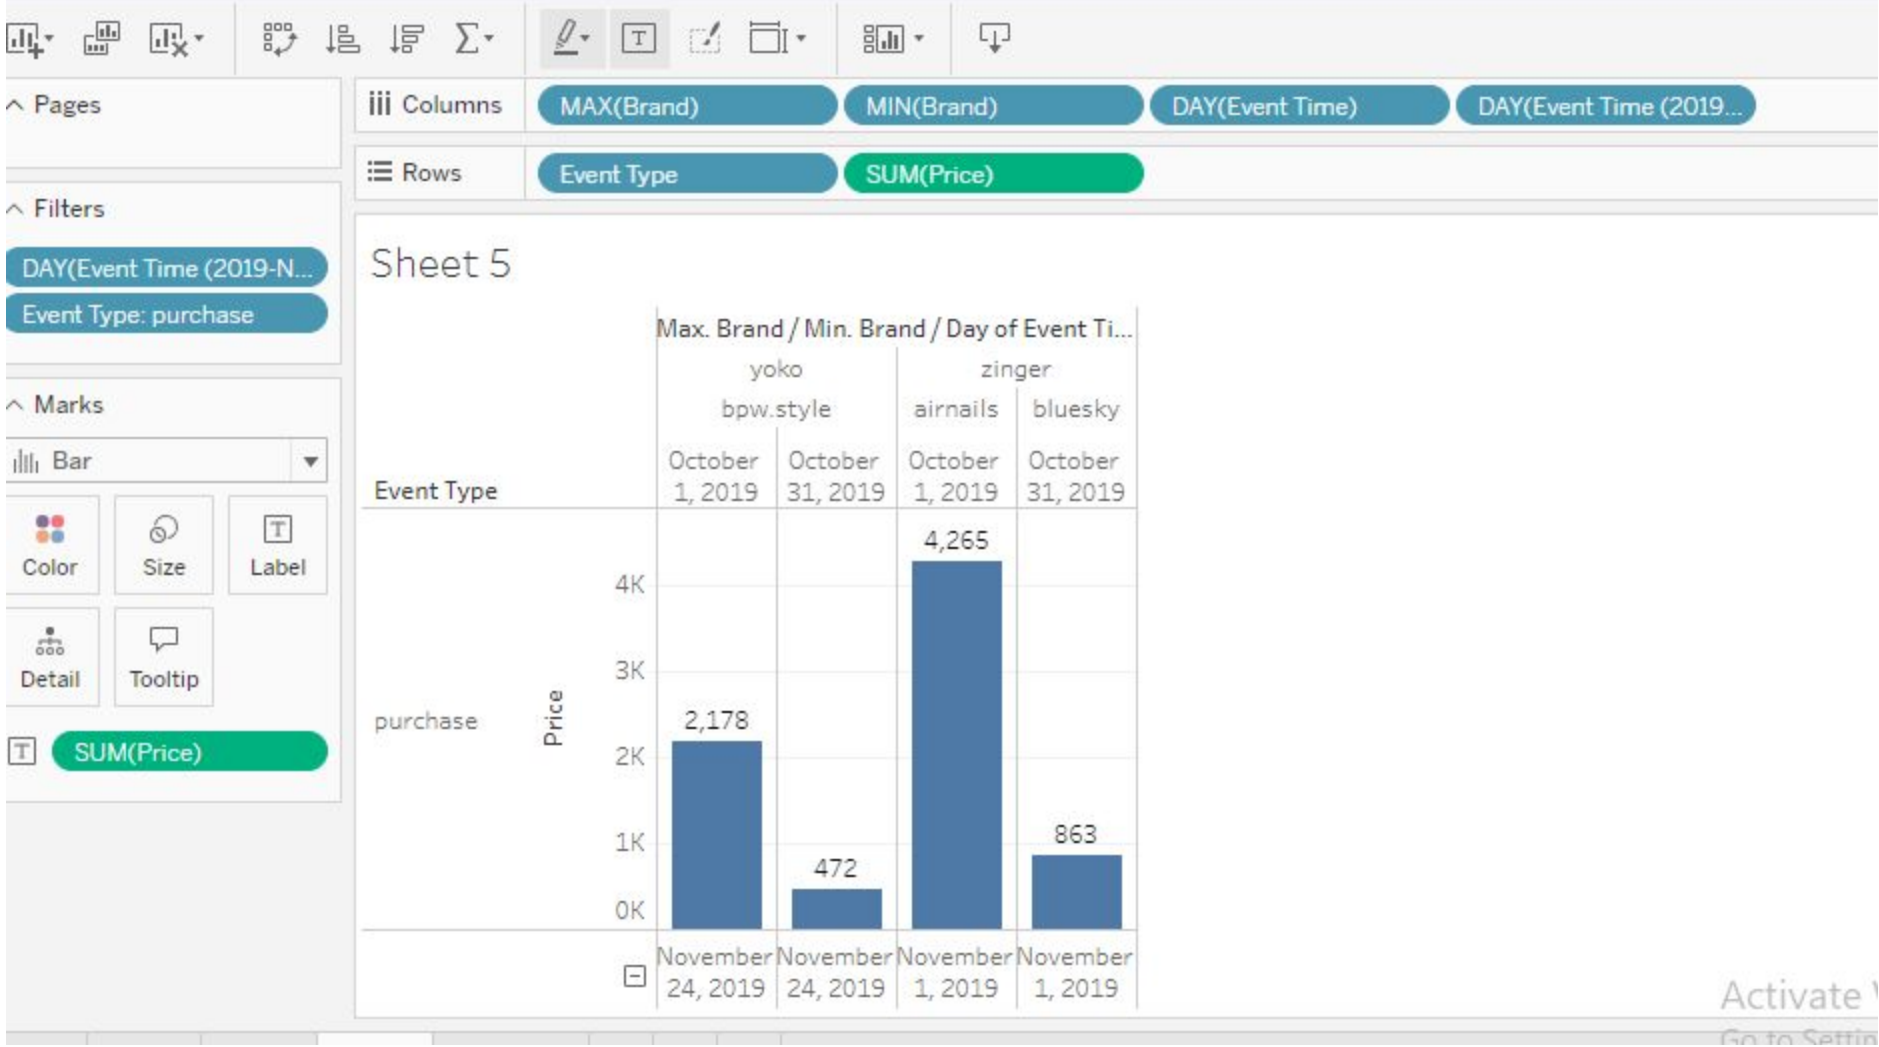 Pages
Columns
MAX(Brand) MIN(Brand) DAY(Event Time) DAY(Event Time (2019...
Rows
Event Type SUM(Price)
Filters
DAY(Event Time (2019-N...
Event Type: purchase
Marks
Bar
Color Size T Label
Detail Tooltip
T SUM(Price)
Sheet 5
Max. Brand / Min. Brand / Day of Event Ti...
yoko zinger
bpw.style airnails bluesky
October October October October
Event Type 1, 2019 31, 2019 1, 2019 31, 2019
4,265
4K
3K
purchase Price 2,178
2K
863
1K
472
0K
November November November November
24, 2019 24, 2019 1, 2019 1, 2019
Activate
Go to Settin